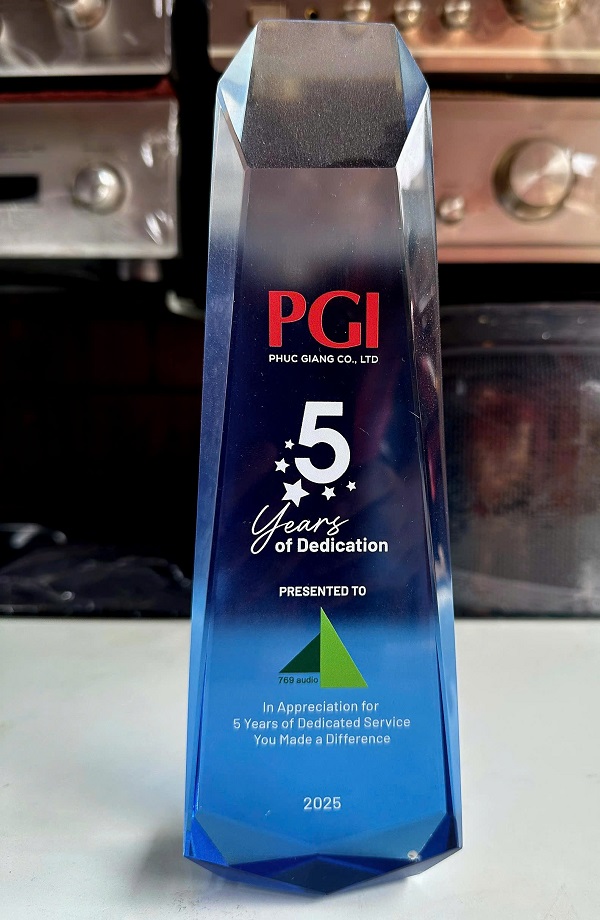 PGI
PHUC GIANG CO., LTD
5
Years
of Dedication
PRESENTED TO
769 audio
In Appreciation for
5 Years of Dedicated Service
You Made a Difference
2025